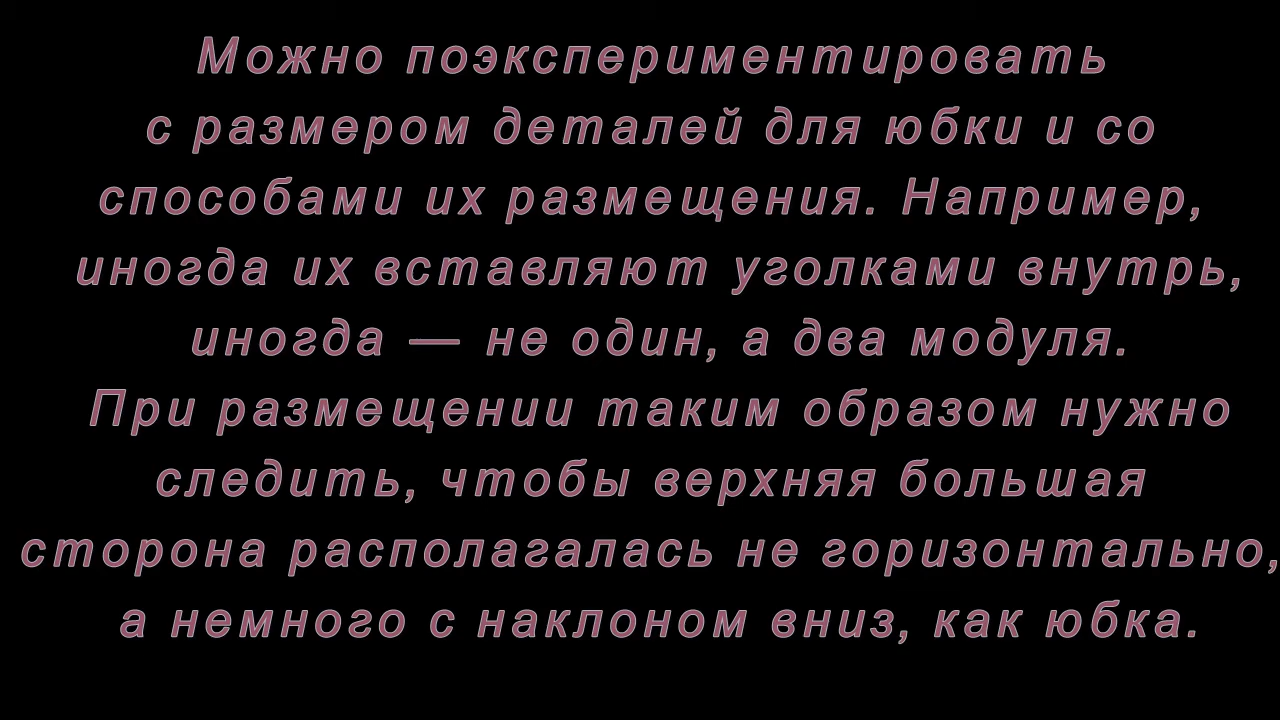 Можно поэкспериментировать
с размером деталей для юбки и со
способами их размещения. Например,
иногда их вставляют уголками внутрь,
иногда — не один, а два модуля.
При размещении таким образом нужно
следить, чтобы верхняя большая
сторона располагалась не горизонтально,
а немного с наклоном вниз, как юбка.